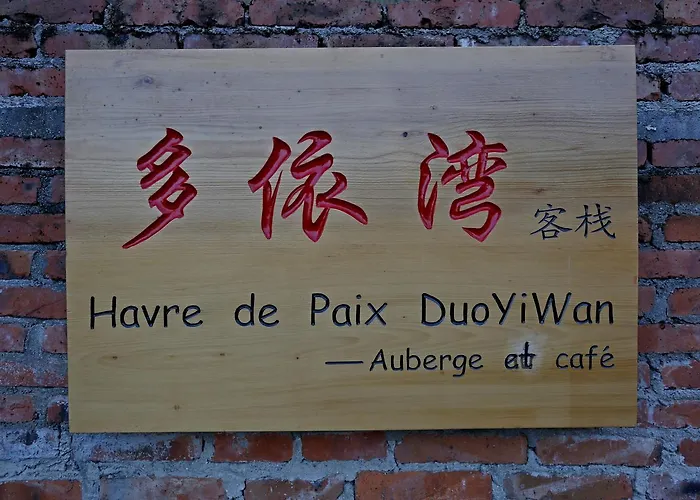 多依湾 客栈
Havre de Paix DuoYiWan
—Auberge et café